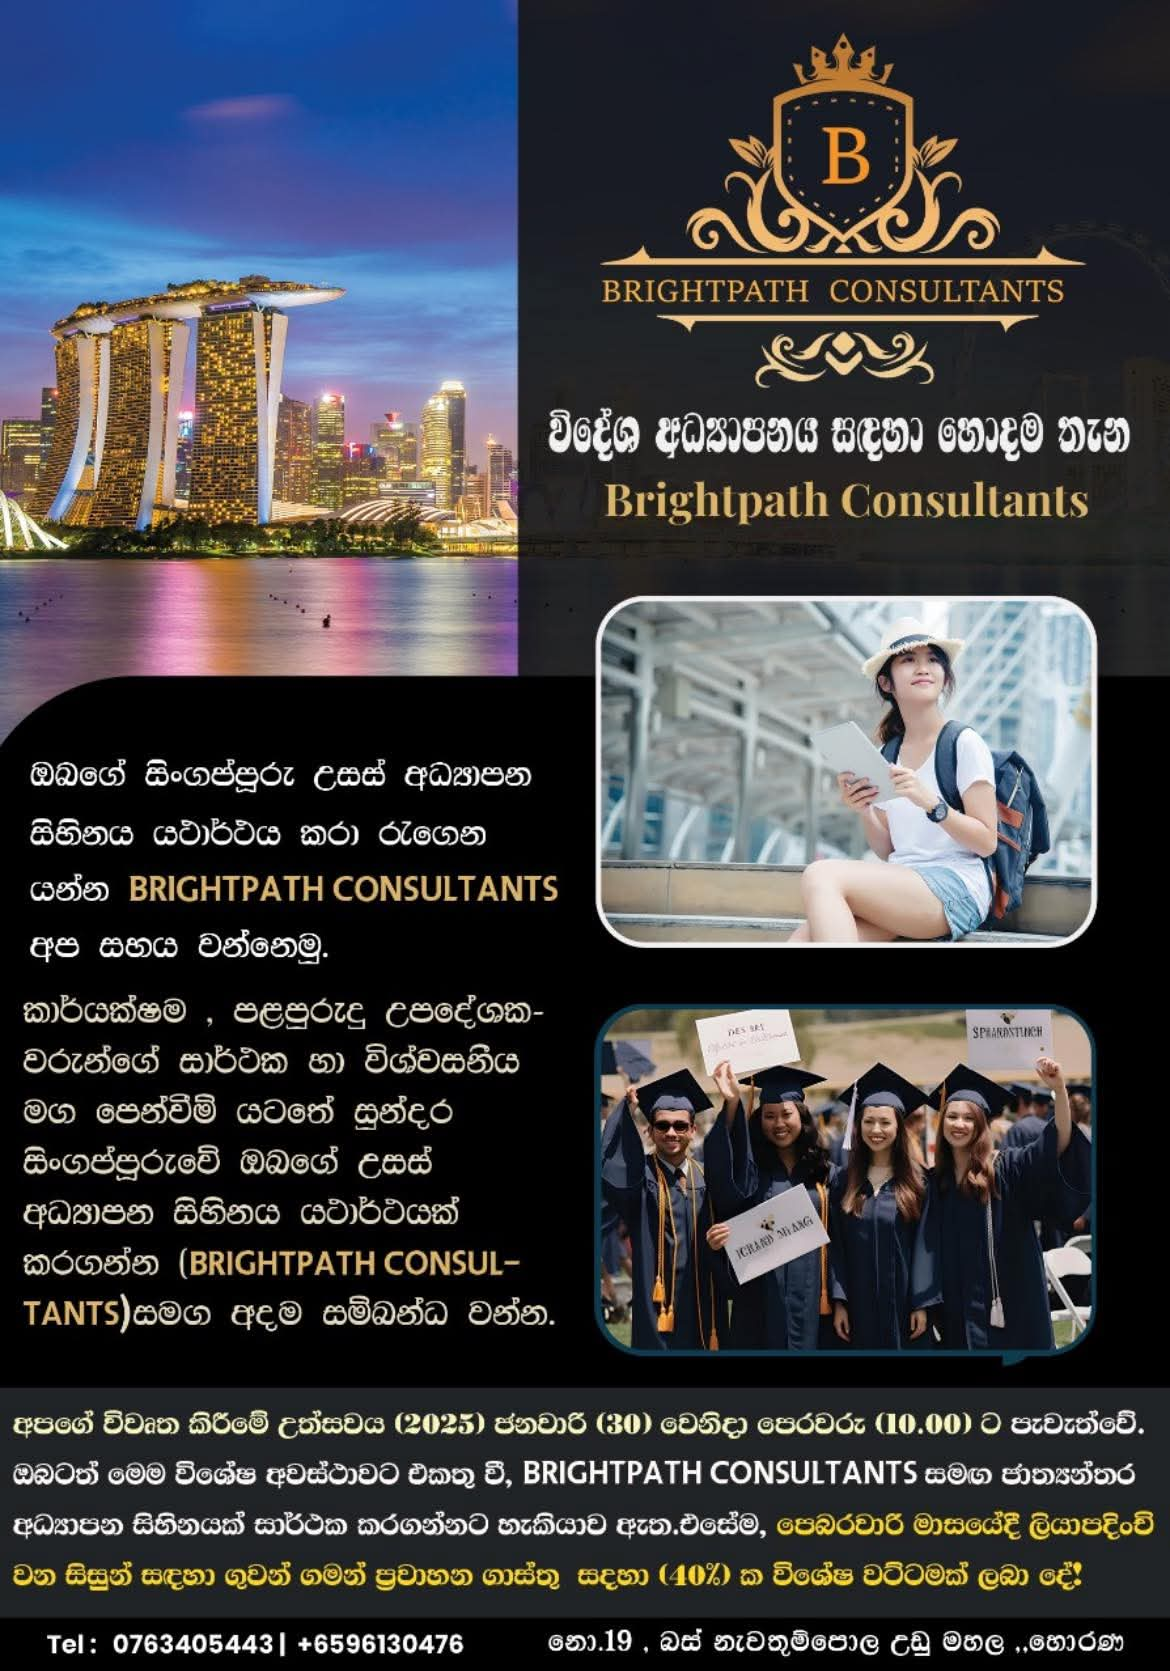 B
BRIGHTPATH CONSULTANTS
විදේශ අධ්‍යාපනය සඳහා හොදම තැන
Brightpath Consultants
ඔබගේ සිංගප්පූරු උසස් අධ්‍යාපන
සිහිනය යථාර්ථය කරා රැගෙන
යන්න BRIGHTPATH CONSULTANTS
අප සහය වන්නෙමු.
කාර්යක්ෂම , පළපුරුදු උපදේශක-
වරුන්ගේ සාර්ථක හා විශ්වසනීය
මග පෙන්වීම් යටතේ සුන්දර
සිංගප්පූරුවේ ඔබගේ උසස්
අධ්‍යාපන සිහිනය යථාර්ථයක්
කරගන්න (BRIGHTPATH CONSUL-
TANTS)සමග අදම සම්බන්ධ වන්න.
අපගේ විවෘත කිරීමේ උත්සවය (2025) ජනවාරි (30) වෙනිදා පෙරවරු (10.00) ට පැවැත්වේ.
ඔබටත් මෙම විශේෂ අවස්ථාවට එකතු වී, BRIGHTPATH CONSULTANTS සමඟ ජාත්‍යන්තර
අධ්‍යාපන සිහිනයක් සාර්ථක කරගන්නට හැකියාව ඇත.එසේම, පෙබරවාරි මාසයේදී ලියාපදිංචි
වන සිසුන් සඳහා ගුවන් ගමන් ප්‍රවාහන ගාස්තු සදහා (40%) ක විශේෂ වට්ටමක් ලබා දේ!
Tel : 0763405443 | +6596130476
නො.19 , බස් නැවතුම්පොල උඩු මහල ,,හොරණ